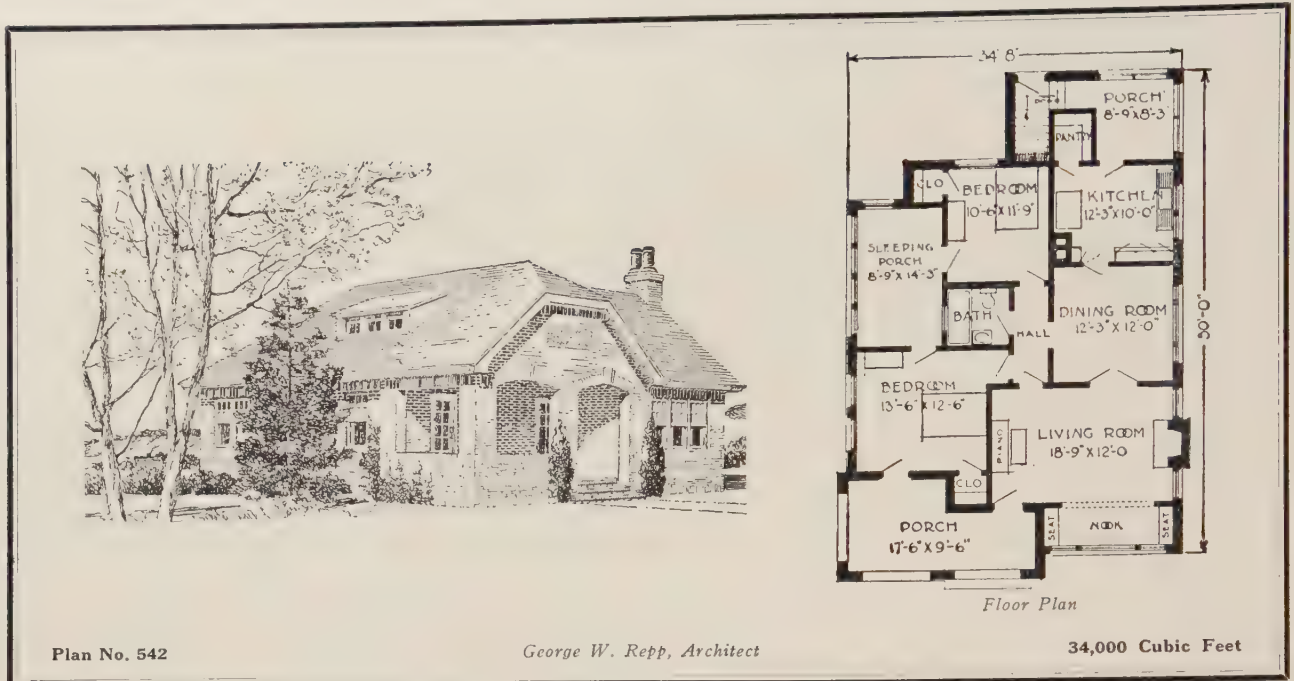 34'8"
PORCH
8'-9"X8'-3"
PANTRY
CLO
BEDROOM
10'-6"X11'-9"
KITCHEN
12'-3"X10'-0"
SLEEPING
PORCH
8'-9"X14'-3"
BATH
HALL
DINING ROOM
12'-3"X12'-0"
50'-0"
BEDROOM
13'-6"X12'-6"
PIANO
LIVING ROOM
18'-9"X12'-0
CLO
PORCH
17'-6"X9'-6"
SEAT
NOOK
SEAT
Floor Plan
Plan No. 542
George W. Repp, Architect
34,000 Cubic Feet